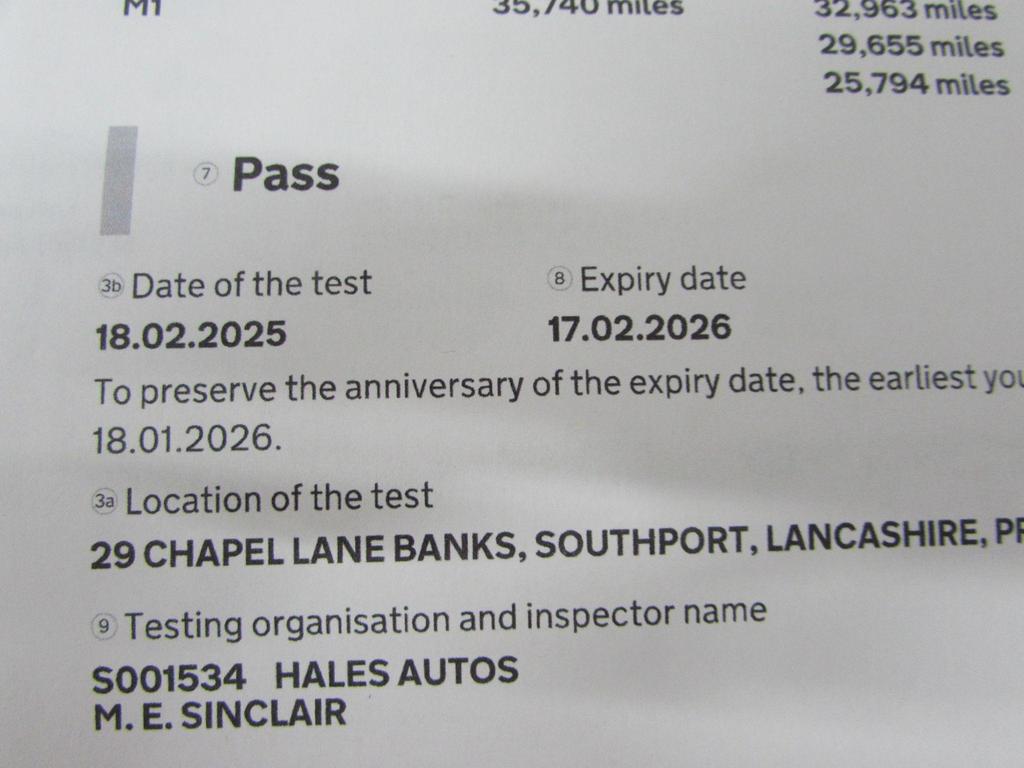 M1 35,740 miles 32,963 miles
29,655 miles
25,794 miles
7 Pass
3b Date of the test 8 Expiry date
18.02.2025 17.02.2026
To preserve the anniversary of the expiry date, the earliest you
18.01.2026.
3a Location of the test
29 CHAPEL LANE BANKS, SOUTHPORT, LANCASHIRE, PR
9 Testing organisation and inspector name
S001534 HALES AUTOS
M. E. SINCLAIR